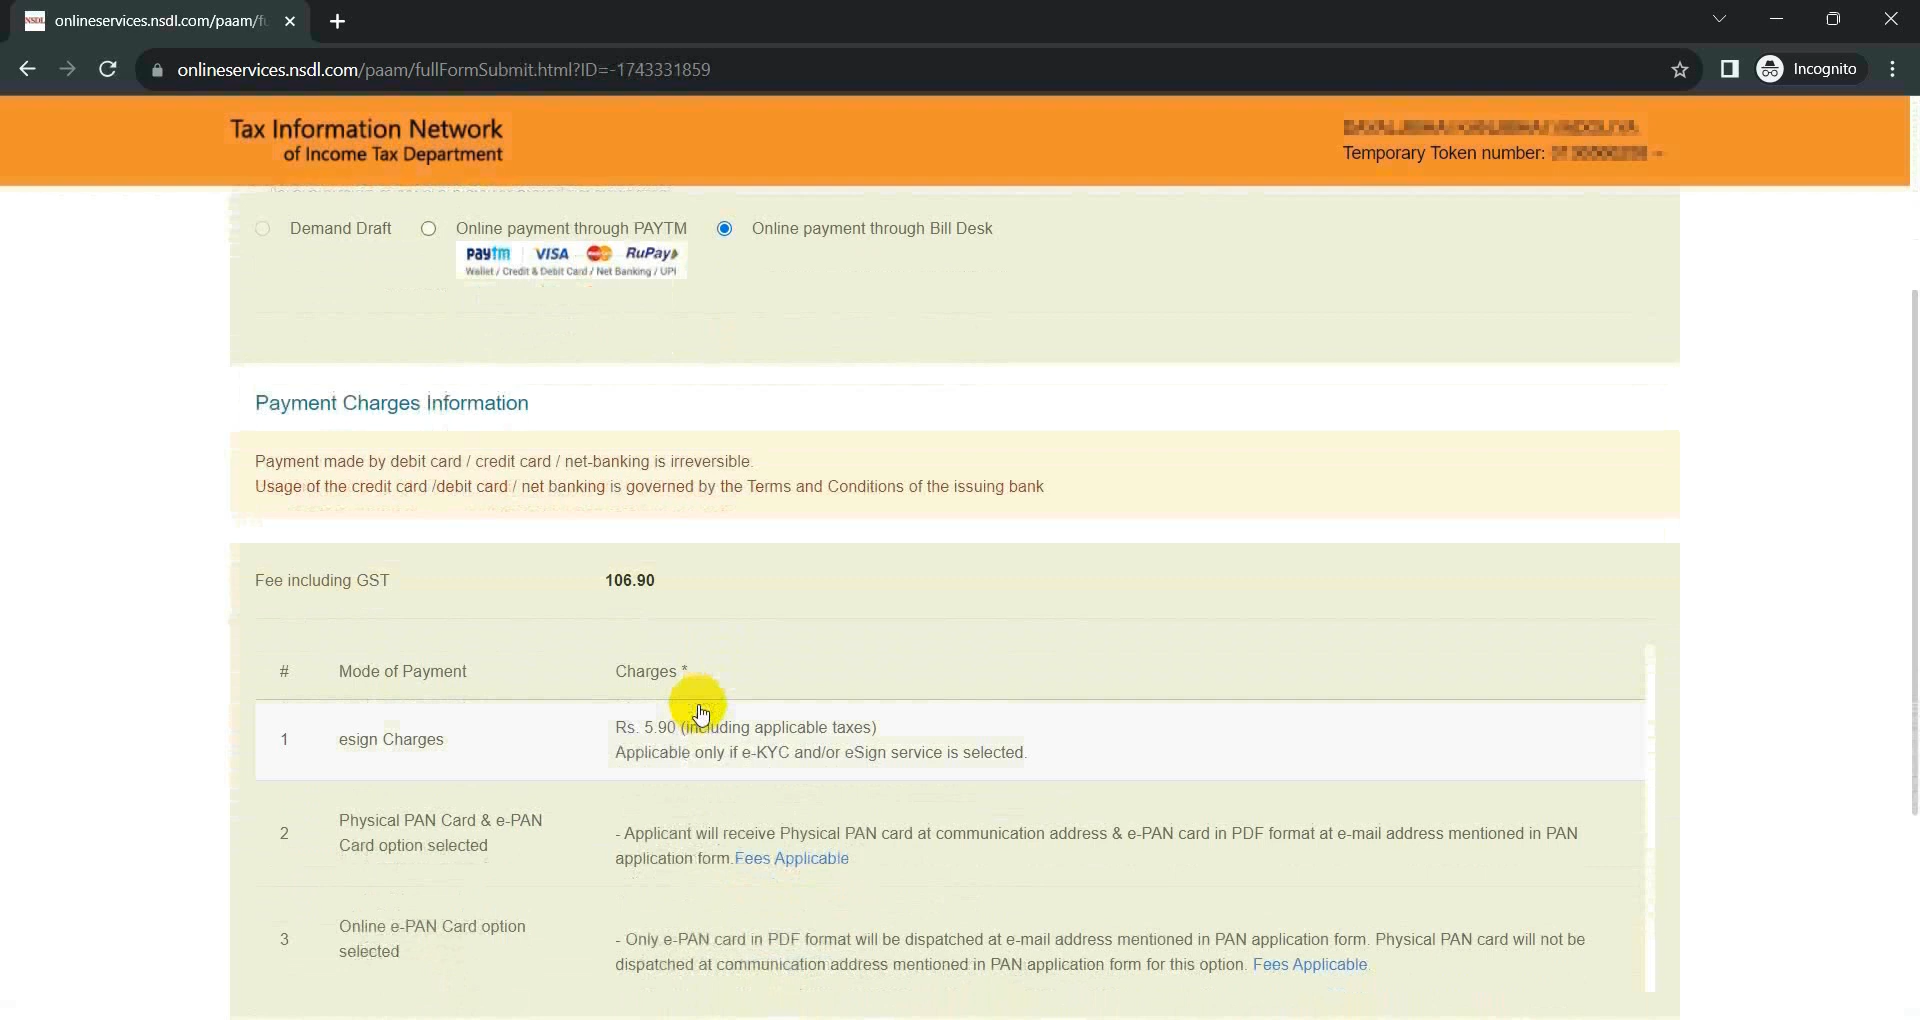 NSDL onlineservices.nsdl.com/paam/fu
onlineservices.nsdl.com/paam/fullFormSubmit.html?ID=-1743331859
Incognito
Tax Information Network
of Income Tax Department
Temporary Token number:
Demand Draft
Online payment through PAYTM
Online payment through Bill Desk
paytm VISA RuPay
Wallet / Credit & Debit Card / Net Banking / UPI
Payment Charges Information
Payment made by debit card / credit card / net-banking is irreversible.
Usage of the credit card /debit card / net banking is governed by the Terms and Conditions of the issuing bank
Fee including GST 106.90
# Mode of Payment Charges *
1 esign Charges
Rs. 5.90 (including applicable taxes)
Applicable only if e-KYC and/or eSign service is selected.
2
Physical PAN Card & e-PAN
Card option selected
- Applicant will receive Physical PAN card at communication address & e-PAN card in PDF format at e-mail address mentioned in PAN
application form.Fees Applicable
3
Online e-PAN Card option
selected
- Only e-PAN card in PDF format will be dispatched at e-mail address mentioned in PAN application form. Physical PAN card will not be
dispatched at communication address mentioned in PAN application form for this option. Fees Applicable